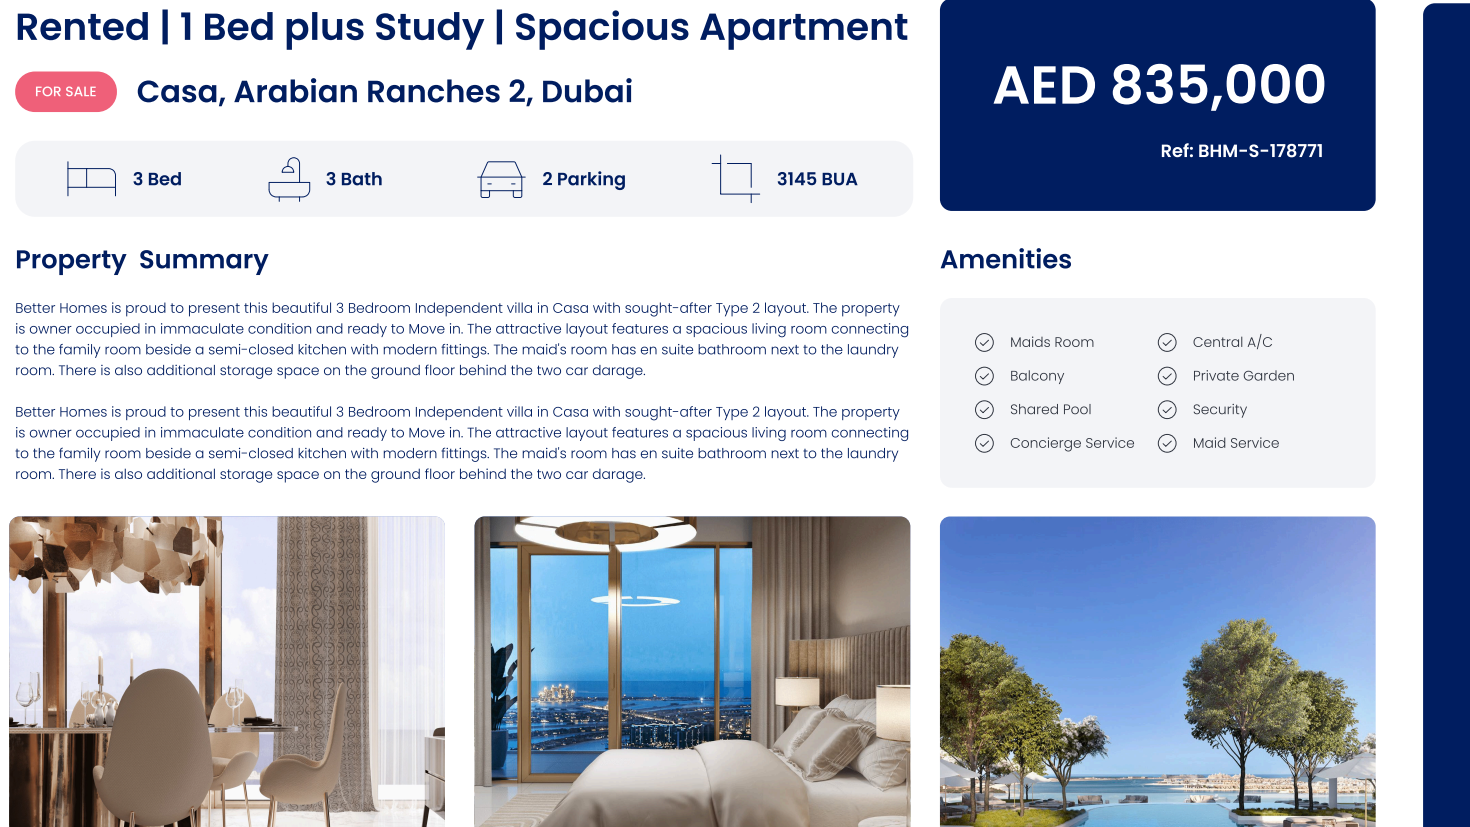 Rented | 1 Bed plus Study | Spacious Apartment
FOR SALE
Casa, Arabian Ranches 2, Dubai
3 Bed
3 Bath
2 Parking
3145 BUA
AED 835,000
Ref: BHM-S-178771
Property Summary
Better Homes is proud to present this beautiful 3 Bedroom Independent villa in Casa with sought-after Type 2 layout. The property
is owner occupied in immaculate condition and ready to Move in. The attractive layout features a spacious living room connecting
to the family room beside a semi-closed kitchen with modern fittings. The maid's room has en suite bathroom next to the laundry
room. There is also additional storage space on the ground floor behind the two car darage.
Better Homes is proud to present this beautiful 3 Bedroom Independent villa in Casa with sought-after Type 2 layout. The property
is owner occupied in immaculate condition and ready to Move in. The attractive layout features a spacious living room connecting
to the family room beside a semi-closed kitchen with modern fittings. The maid's room has en suite bathroom next to the laundry
room. There is also additional storage space on the ground floor behind the two car darage.
Amenities
Maids Room
Central A/C
Balcony
Private Garden
Shared Pool
Security
Concierge Service
Maid Service